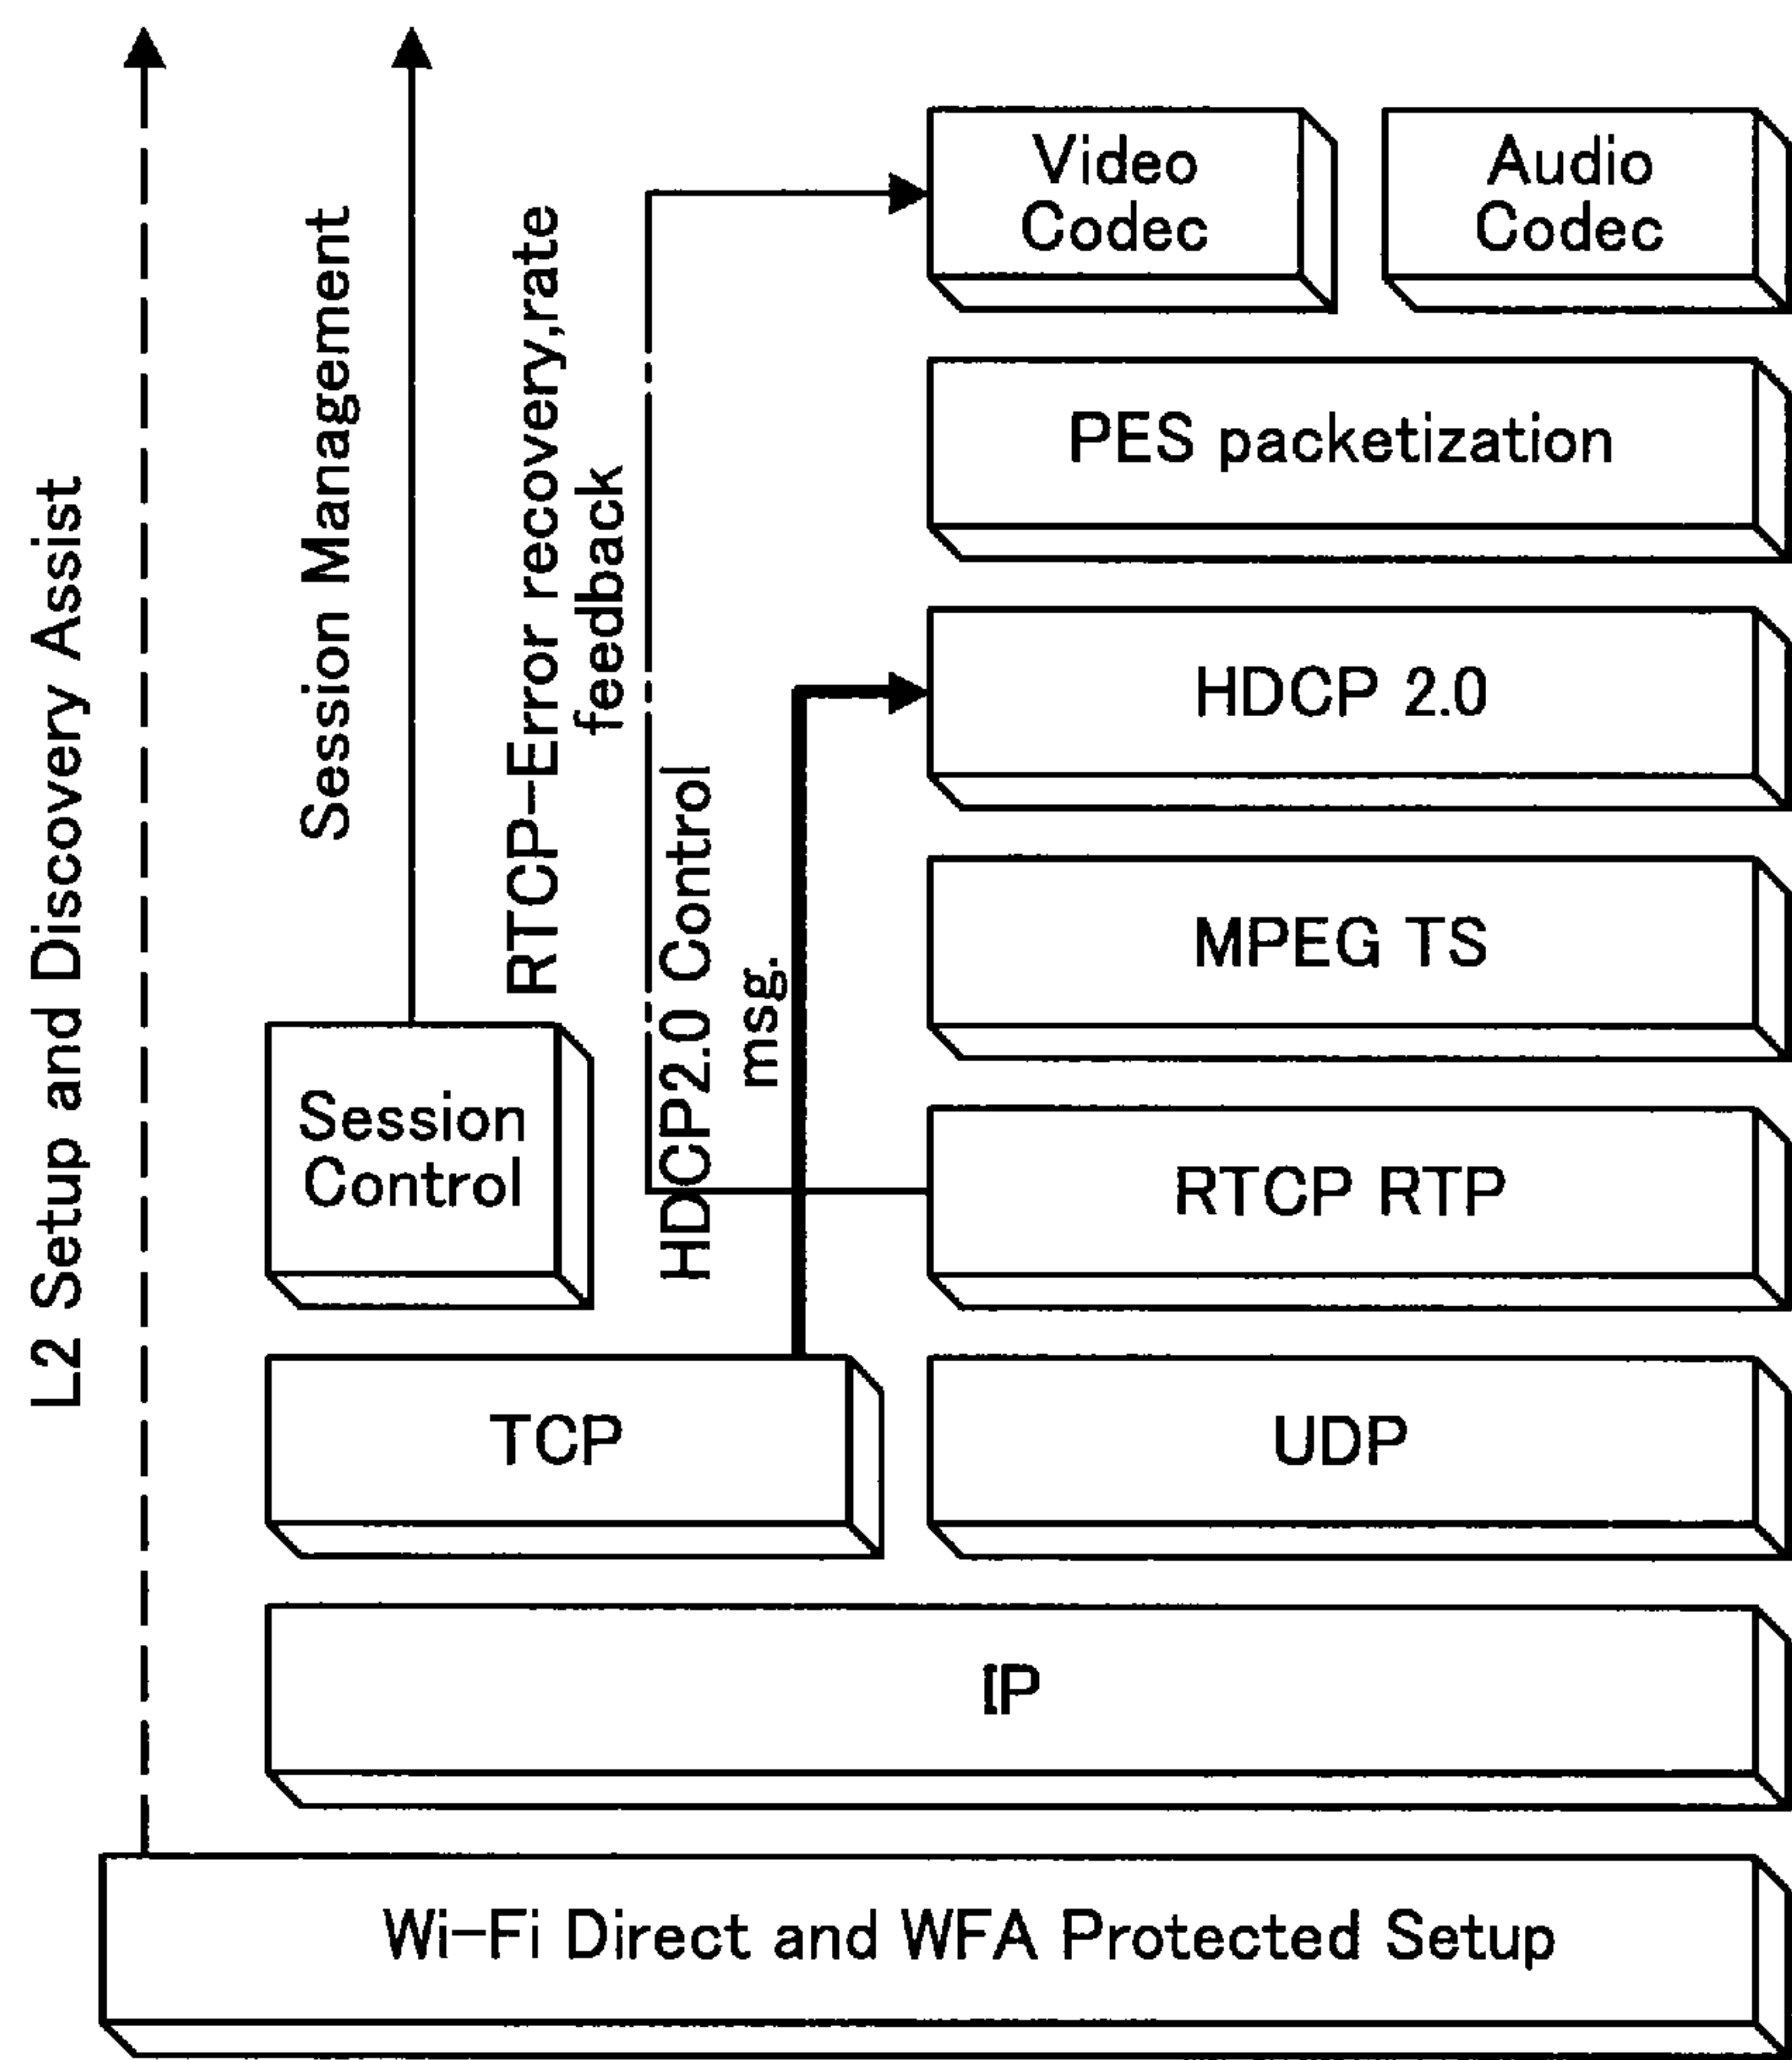 L2 Setup and Discovery Assist
Session Management
RTCP-Error recovery,rate
feedback
HDCP2.0 Control
msg.
Video
Codec
Audio
Codec
PES packetization
HDCP 2.0
MPEG TS
Session
Control
RTCP RTP
TCP
UDP
IP
Wi-Fi Direct and WFA Protected Setup